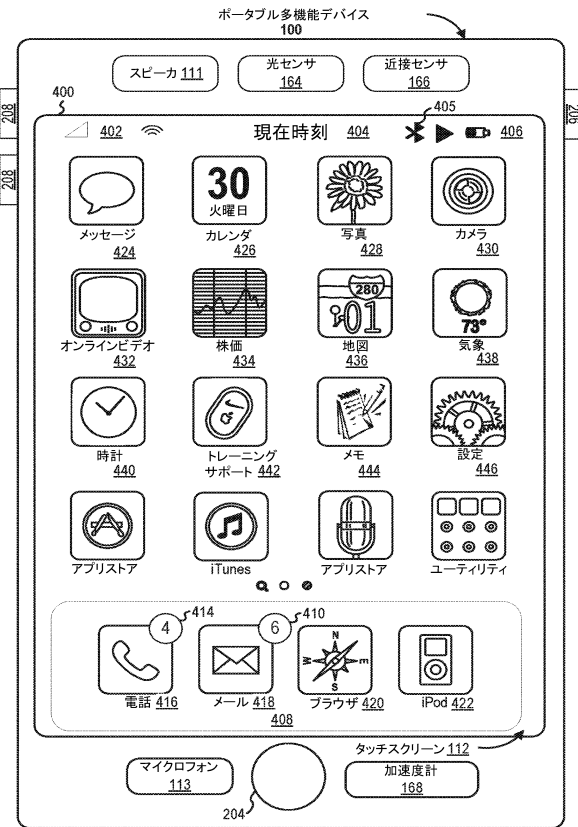 ポータブル多機能デバイス
100
スピーカ 111
光センサ
164
近接センサ
166
400
208
206
208
402
現在時刻 404
405
406
30
火曜日
280
01
73°
メッセージ
424
カレンダ
426
写真
428
カメラ
430
オンラインビデオ
432
株価
434
地図
436
気象
438
時計
440
トレーニング
サポート 442
メモ
444
設定
446
アプリストア
iTunes
アプリストア
ユーティリティ
4
414
6
410
N
W
E
S
電話 416
メール 418
ブラウザ 420
iPod 422
408
タッチスクリーン 112
マイクロフォン
113
204
加速度計
168